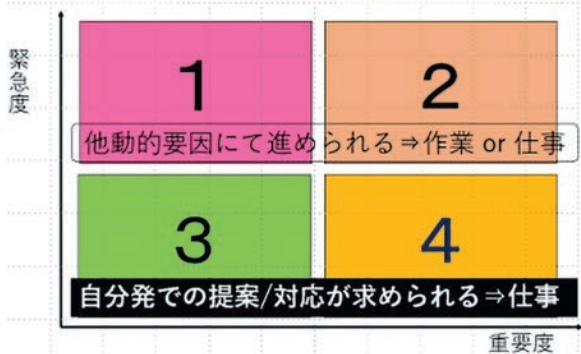 緊急度
1
2
他動的要因にて進められる⇒作業 or 仕事
3
4
自分発での提案/対応が求められる⇒仕事
重要度